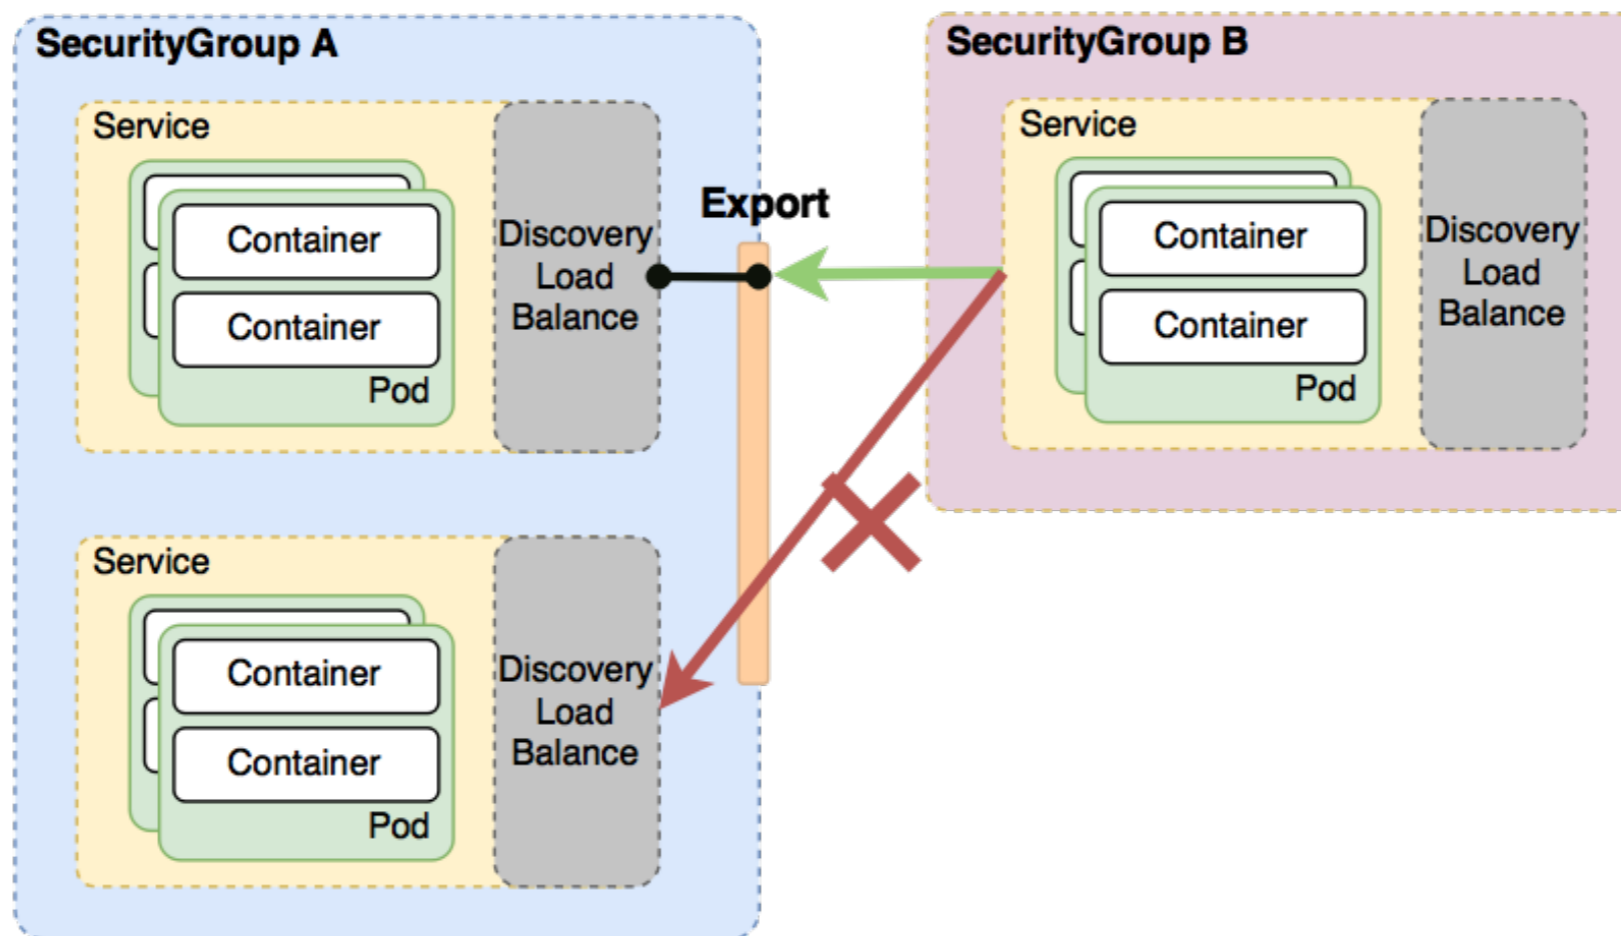 SecurityGroup A
Service
Container
Container
Pod
Discovery
Load
Balance
Service
Container
Container
Pod
Discovery
Load
Balance
Export
SecurityGroup B
Service
Container
Container
Pod
Discovery
Load
Balance